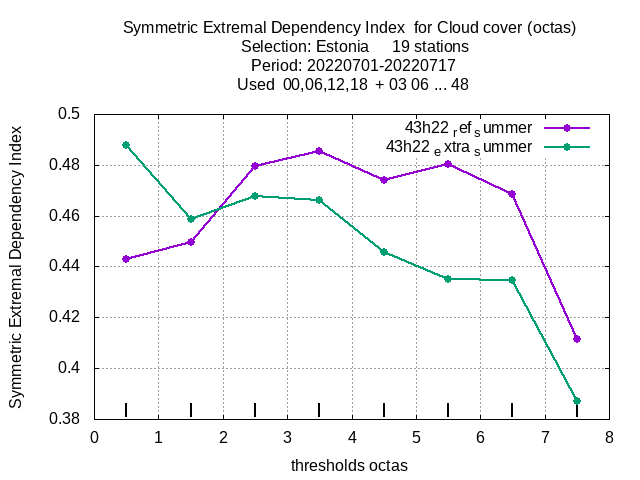 Symmetric Extremal Dependency Index  for Cloud cover (octas)
Selection: Estonia     19 stations
Period: 20220701-20220717
Used  00,06,12,18  + 03 06 ... 48
43h22 ref summer
43h22 extra summer
Symmetric Extremal Dependency Index
0.5
0.48
0.46
0.44
0.42
0.4
0.38
0 1 2 3 4 5 6 7 8
thresholds octas